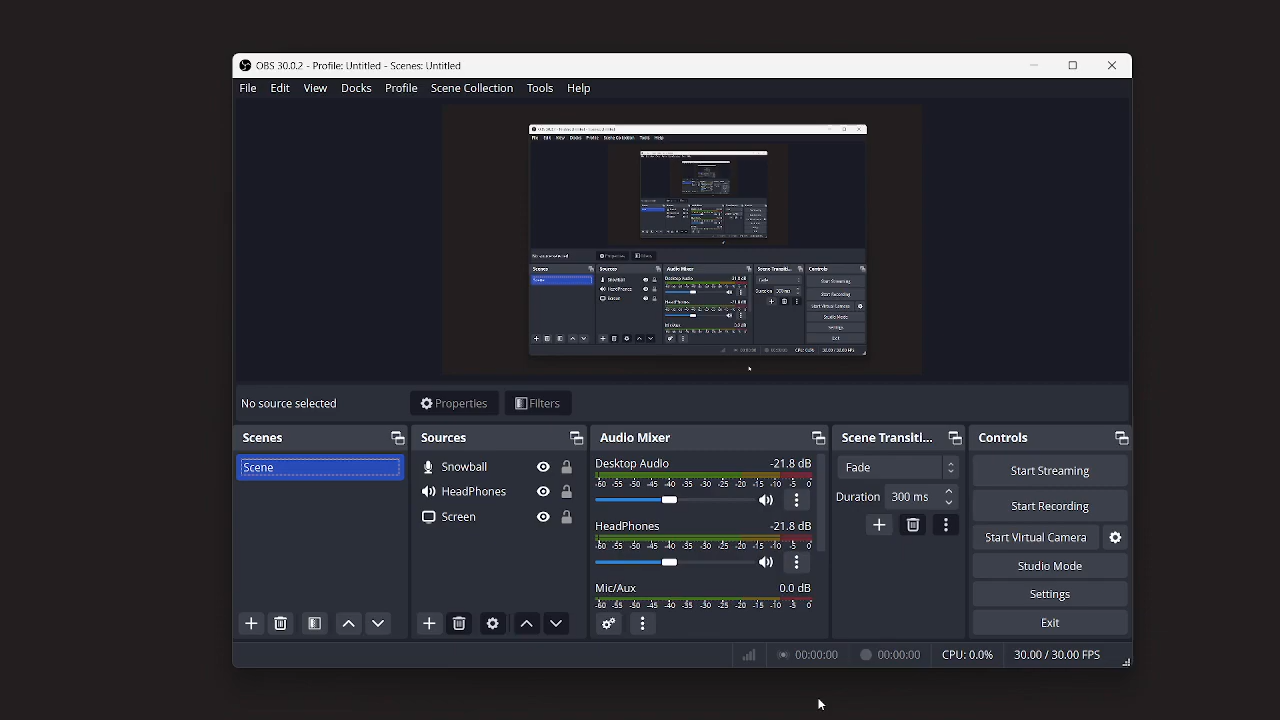 OBS 30.0.2 - Profile: Untitled - Scenes: Untitled
File Edit View Docks Profile Scene Collection Tools Help
No source selected Properties Filters
Scenes
Scene
Sources
Snowball
HeadPhones
Screen
Audio Mixer
Desktop Audio -21.8 dB
-60 -55 -50 -45 -40 -35 -30 -25 -20 -15 -10 -5 0
HeadPhones -21.8 dB
-60 -55 -50 -45 -40 -35 -30 -25 -20 -15 -10 -5 0
Mic/Aux 0.0 dB
-60 -55 -50 -45 -40 -35 -30 -25 -20 -15 -10 -5 0
Scene Transiti...
Fade
Duration 300 ms
Controls
Start Streaming
Start Recording
Start Virtual Camera
Studio Mode
Settings
Exit
00:00:00 00:00:00 CPU: 0.0% 30.00 / 30.00 FPS